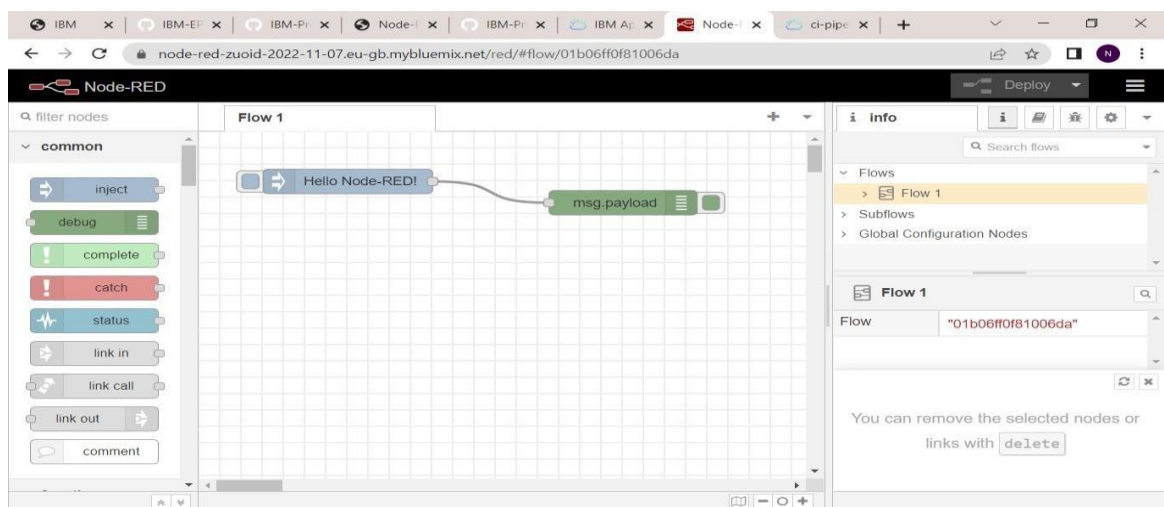 IBM
IBM-EP
IBM-Pr
Node-
IBM-Pr
IBM Ap
Node-
ci-pipe
node-red-zuoid-2022-11-07.eu-gb.mybluemix.net/red/#flow/01b06ff0f81006da
N
Node-RED
Deploy
filter nodes
Flow 1
i info
i
common
Search flows
inject
Hello Node-RED!
Flows
Flow 1
debug
msg.payload
Subflows
Global Configuration Nodes
complete
catch
Flow 1
status
Flow "01b06ff0f81006da"
link in
link call
You can remove the selected nodes or
links with delete
link out
comment